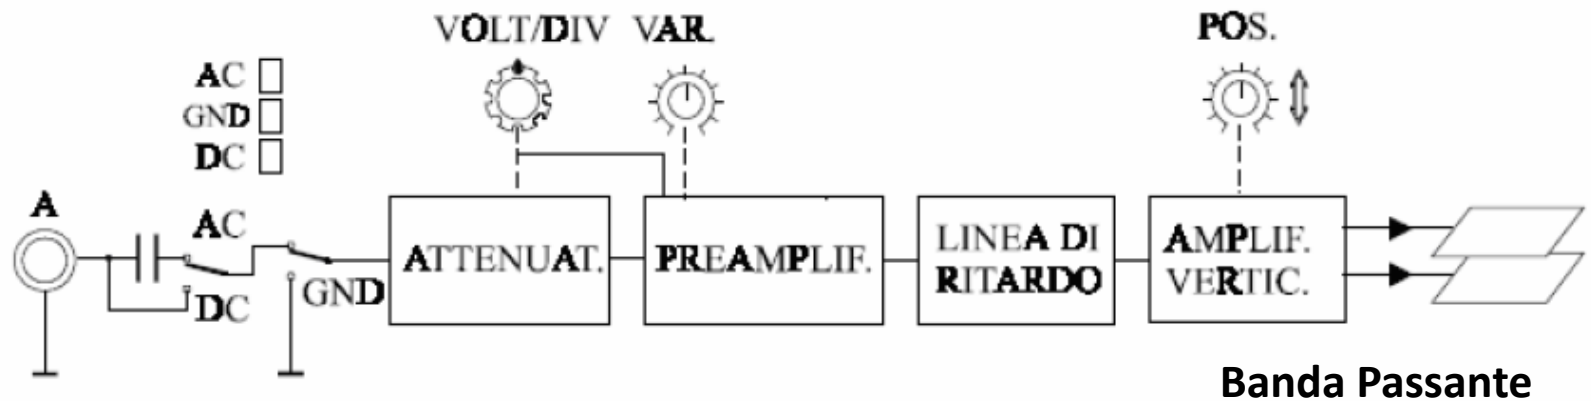 VOLT/DIV VAR.
POS.
AC
GND
DC
A
AC
DC
GND
ATTENUAT.
PREAMPLIF.
LINEA DI
RITARDO
AMPLIF.
VERTIC.
Banda Passante